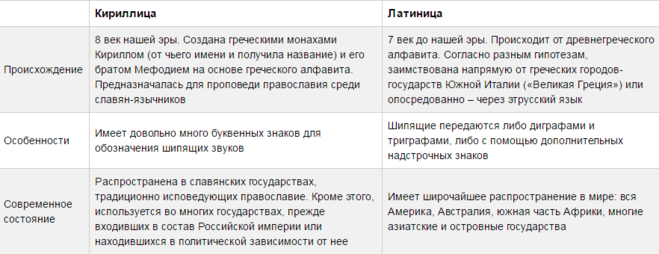 Кириллица
Латиница
Происхождение
8 век нашей эры. Создана греческими монахами
Кириллом (от чьего имени и получила название) и его
братом Мефодием на основе греческого алфавита.
Предназначалась для проповеди православия среди
славян-язычников
7 век до нашей эры. Происходит от древнегреческого
алфавита. Согласно разным гипотезам,
заимствована напрямую от греческих городов-
государств Южной Италии («Великая Греция») или
опосредованно – через этрусский язык
Особенности
Имеет довольно много буквенных знаков для
обозначения шипящих звуков
Шипящие передаются либо диграфами и
триграфами, либо с помощью дополнительных
надстрочных знаков
Современное
состояние
Распространена в славянских государствах,
традиционно исповедующих православие. Кроме этого,
используется во многих государствах, прежде
входивших в состав Российской империи или
находившихся в политической зависимости от нее
Имеет широчайшее распространение в мире: вся
Америка, Австралия, южная часть Африки, многие
азиатские и островные государства